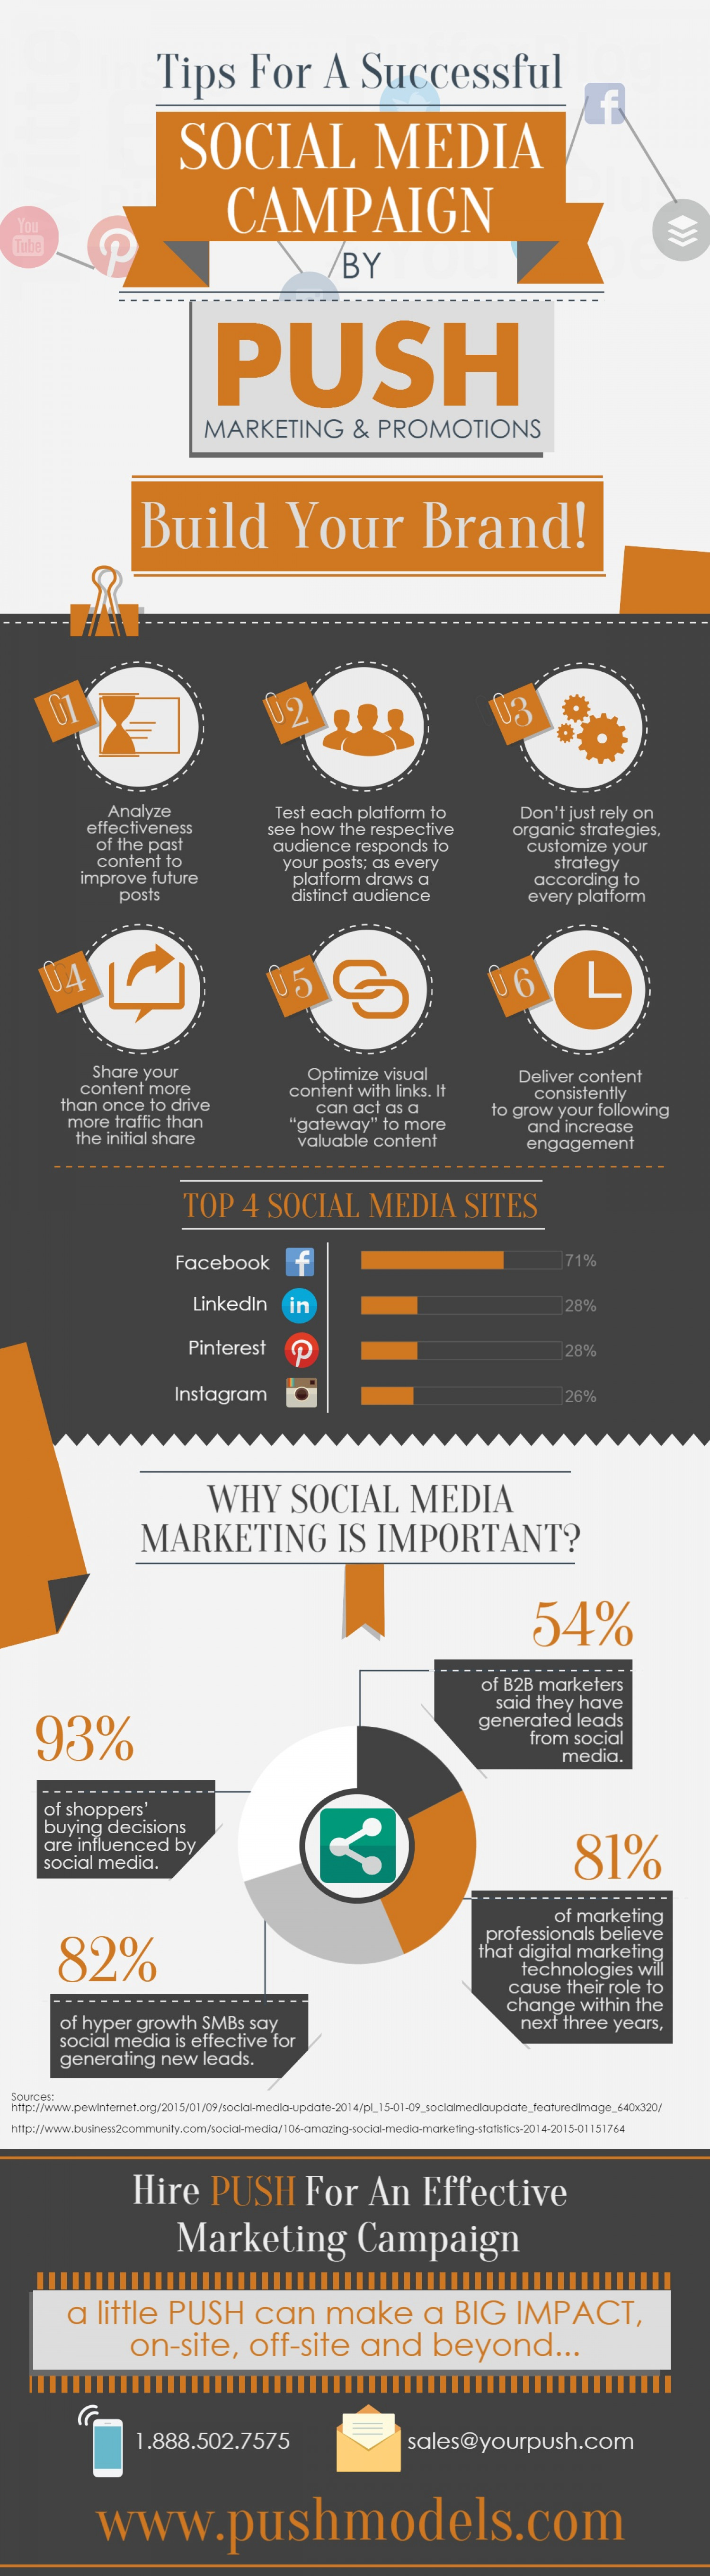 Tips For A Successful
SOCIAL MEDIA
CAMPAIGN
You
Tube
BY
PUSH
MARKETING & PROMOTIONS
Build Your Brand!
01
Analyze
effectiveness
of the past
content to
improve future
posts
02
Test each platform to
see how the respective
audience responds to
your posts; as every
platform draws a
distinct audience
03
Don't just rely on
organic strategies,
customize your
strategy
according to
every platform
04
Share your
content more
than once to drive
more traffic than
the initial share
05
Optimize visual
content with links. It
can act as a
"gateway" to more
valuable content
06
Deliver content
consistently
to grow your following
and increase
engagement
TOP 4 SOCIAL MEDIA SITES
Facebook f 71%
LinkedIn in 28%
Pinterest 28%
Instagram 26%
WHY SOCIAL MEDIA
MARKETING IS IMPORTANT?
54%
of B2B marketers
said they have
generated leads
from social
media.
93%
of shoppers'
buying decisions
are influenced by
social media.
81%
of marketing
professionals believe
that digital marketing
technologies will
cause their role to
change within the
next three years,
82%
of hyper growth SMBs say
social media is effective for
generating new leads.
Sources:
http://www.pewinternet.org/2015/01/09/social-media-update-2014/pi_15-01-09_socialmediaupdate_featuredimage_640x320/
http://www.business2community.com/social-media/106-amazing-social-media-marketing-statistics-2014-2015-01151764
Hire PUSH For An Effective
Marketing Campaign
a little PUSH can make a BIG IMPACT,
on-site, off-site and beyond...
1.888.502.7575
sales@yourpush.com
www.pushmodels.com